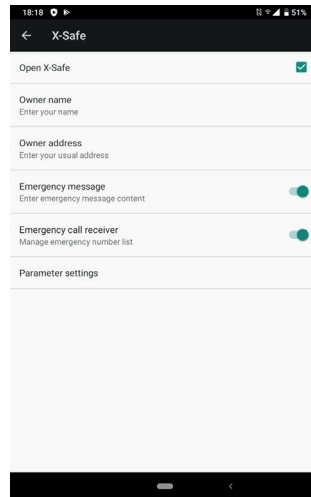 18:18 51%
X-Safe
Open X-Safe
Owner name
Enter your name
Owner address
Enter your usual address
Emergency message
Enter emergency message content
Emergency call receiver
Manage emergency number list
Parameter settings